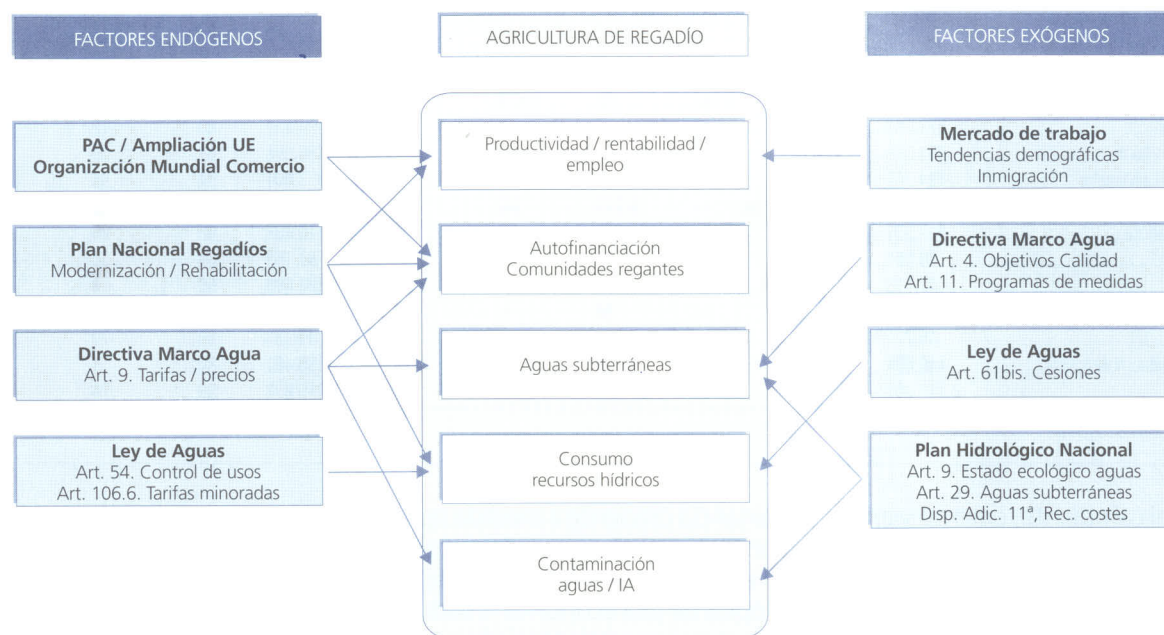 FACTORES ENDÓGENOS
AGRICULTURA DE REGADÍO
FACTORES EXÓGENOS
PAC / Ampliación UE
Organización Mundial Comercio
Plan Nacional Regadíos
Modernización / Rehabilitación
Directiva Marco Agua
Art. 9. Tarifas / precios
Ley de Aguas
Art. 54. Control de usos
Art. 106.6. Tarifas minoradas
Productividad / rentabilidad /
empleo
Autofinanciación
Comunidades regantes
Aguas subterráneas
Consumo
recursos hídricos
Contaminación
aguas / IA
Mercado de trabajo
Tendencias demográficas
Inmigración
Directiva Marco Agua
Art. 4. Objetivos Calidad
Art. 11. Programas de medidas
Ley de Aguas
Art. 61bis. Cesiones
Plan Hidrológico Nacional
Art. 9. Estado ecológico aguas
Art. 29. Aguas subterráneas
Disp. Adic. 11ª, Rec. costes